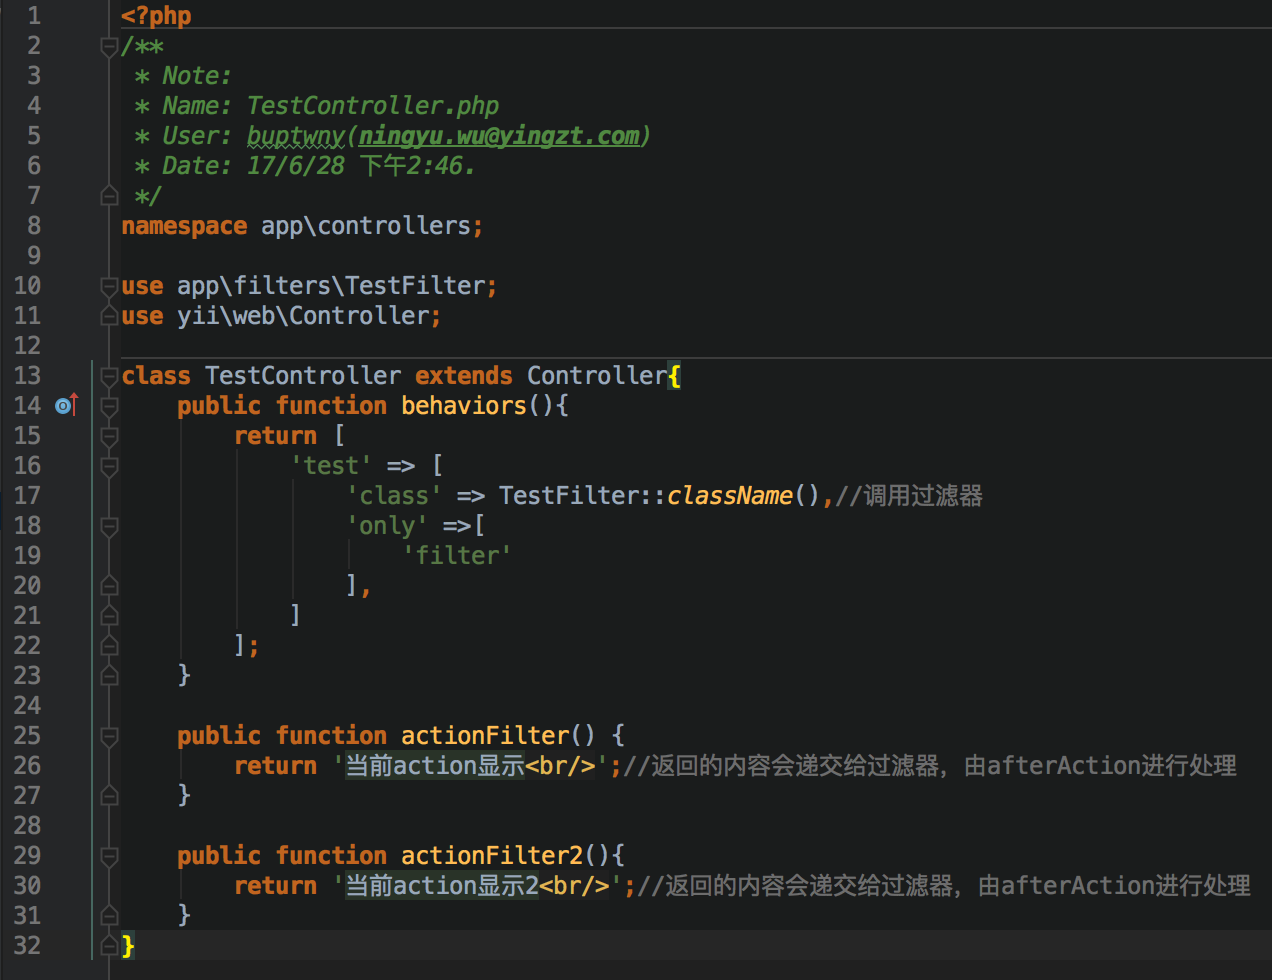 1 <?php
2 /**
3  * Note:
4  * Name: TestController.php
5  * User: buptwny(ningyu.wu@yingzt.com)
6  * Date: 17/6/28 下午2:46.
7  */
8 namespace app\controllers;
9
10 use app\filters\TestFilter;
11 use yii\web\Controller;
12
13 class TestController extends Controller{
14     public function behaviors(){
15         return [
16             'test' => [
17                 'class' => TestFilter::className(),//调用过滤器
18                 'only' =>[
19                     'filter'
20                 ],
21             ]
22         ];
23     }
24
25     public function actionFilter() {
26         return '当前action显示<br/>';//返回的内容会递交给过滤器，由afterAction进行处理
27     }
28
29     public function actionFilter2(){
30         return '当前action显示2<br/>';//返回的内容会递交给过滤器，由afterAction进行处理
31     }
32 }